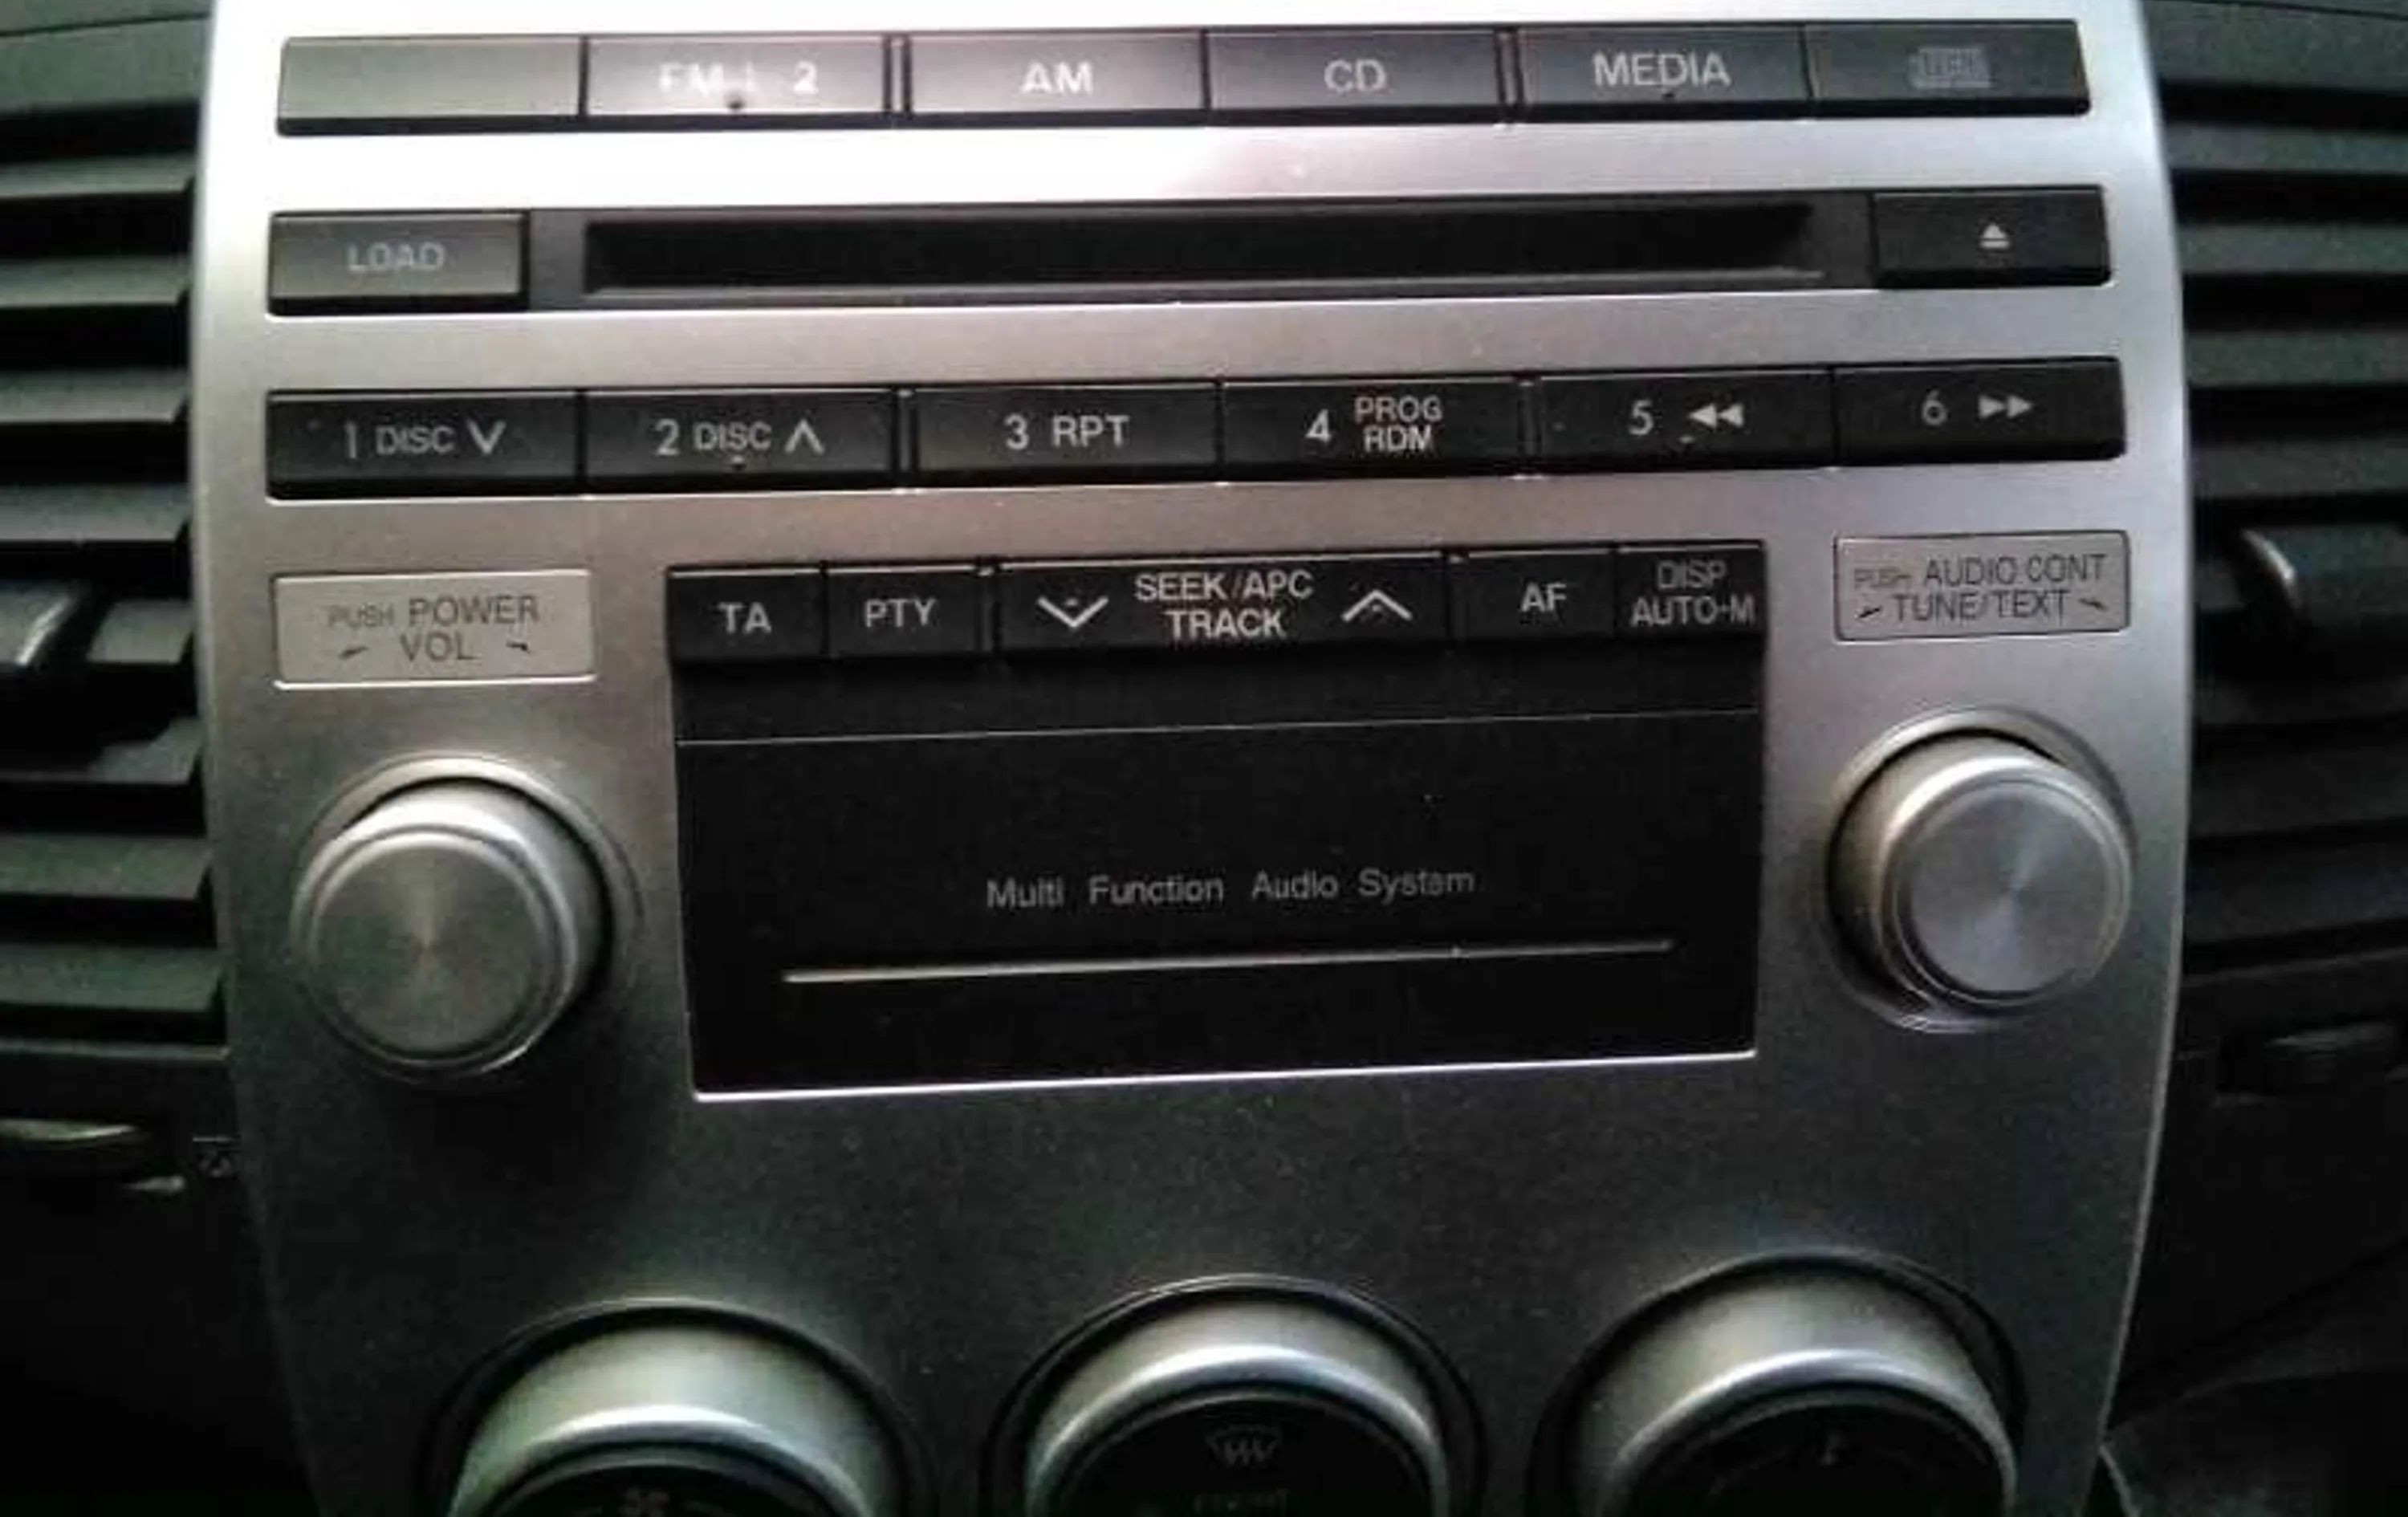 FM 1 2 AM CD MEDIA
LOAD
1 DISC 2 DISC 3 RPT 4 PROG RDM 5 6
PUSH POWER
VOL
TA PTY SEEK/APC TRACK AF DISP AUTO-M
PUSH AUDIO CONT
TUNE/TEXT
Multi Function Audio System